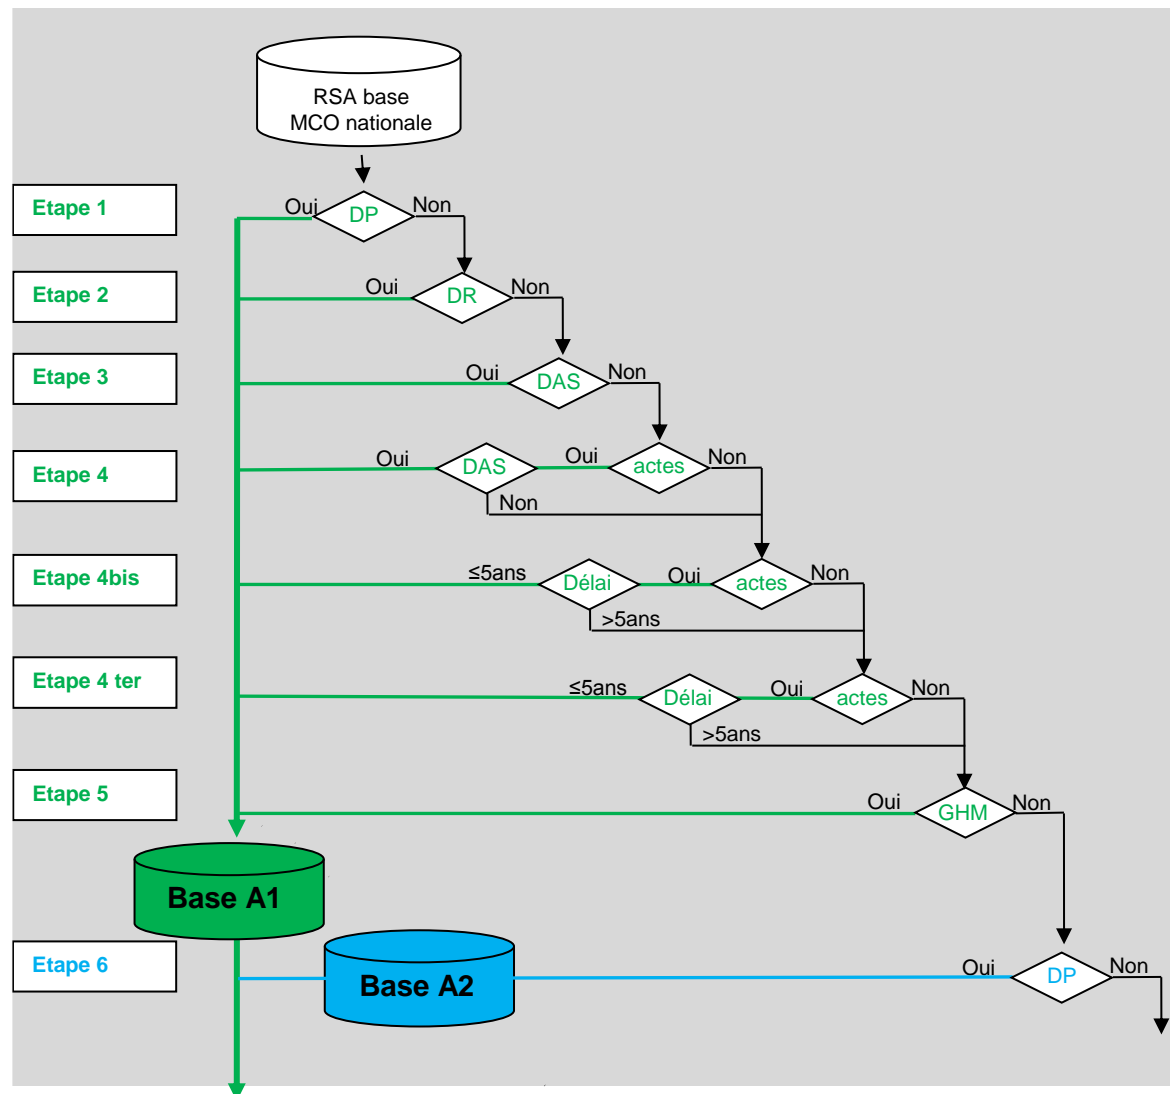 RSA base
MCO nationale
Etape 1
Oui
DP
Non
Etape 2
Oui
DR
Non
Etape 3
Oui
DAS
Non
Etape 4
Oui
DAS
Oui
actes
Non
Non
Etape 4bis
≤5ans
Délai
Oui
actes
Non
>5ans
Etape 4 ter
≤5ans
Délai
Oui
actes
Non
>5ans
Etape 5
Oui
GHM
Non
Base A1
Etape 6
Base A2
Oui
DP
Non